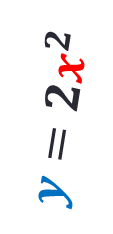 y = 2x²